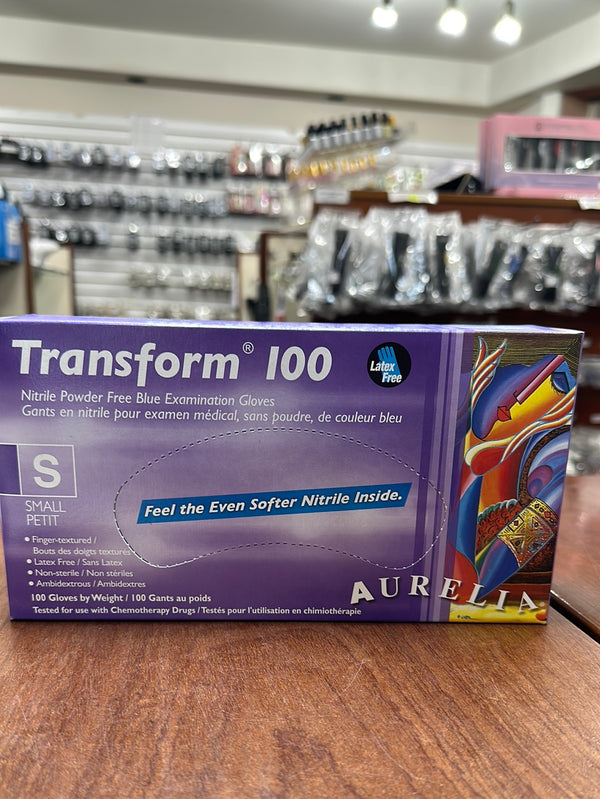 Transform® 100
Latex
Free
Nitrile Powder Free Blue Examination Gloves
Gants en nitrile pour examen médical, sans poudre, de couleur bleu
S
SMALL
PETIT
Feel the Even Softer Nitrile Inside.
• Finger-textured /
Bouts des doigts texturés
• Latex Free / Sans Latex
• Non-sterile / Non stériles
• Ambidextrous / Ambidextres
100 Gloves by Weight / 100 Gants au poids
Tested for use with Chemotherapy Drugs / Testés pour l'utilisation en chimiothérapie
AURELIA